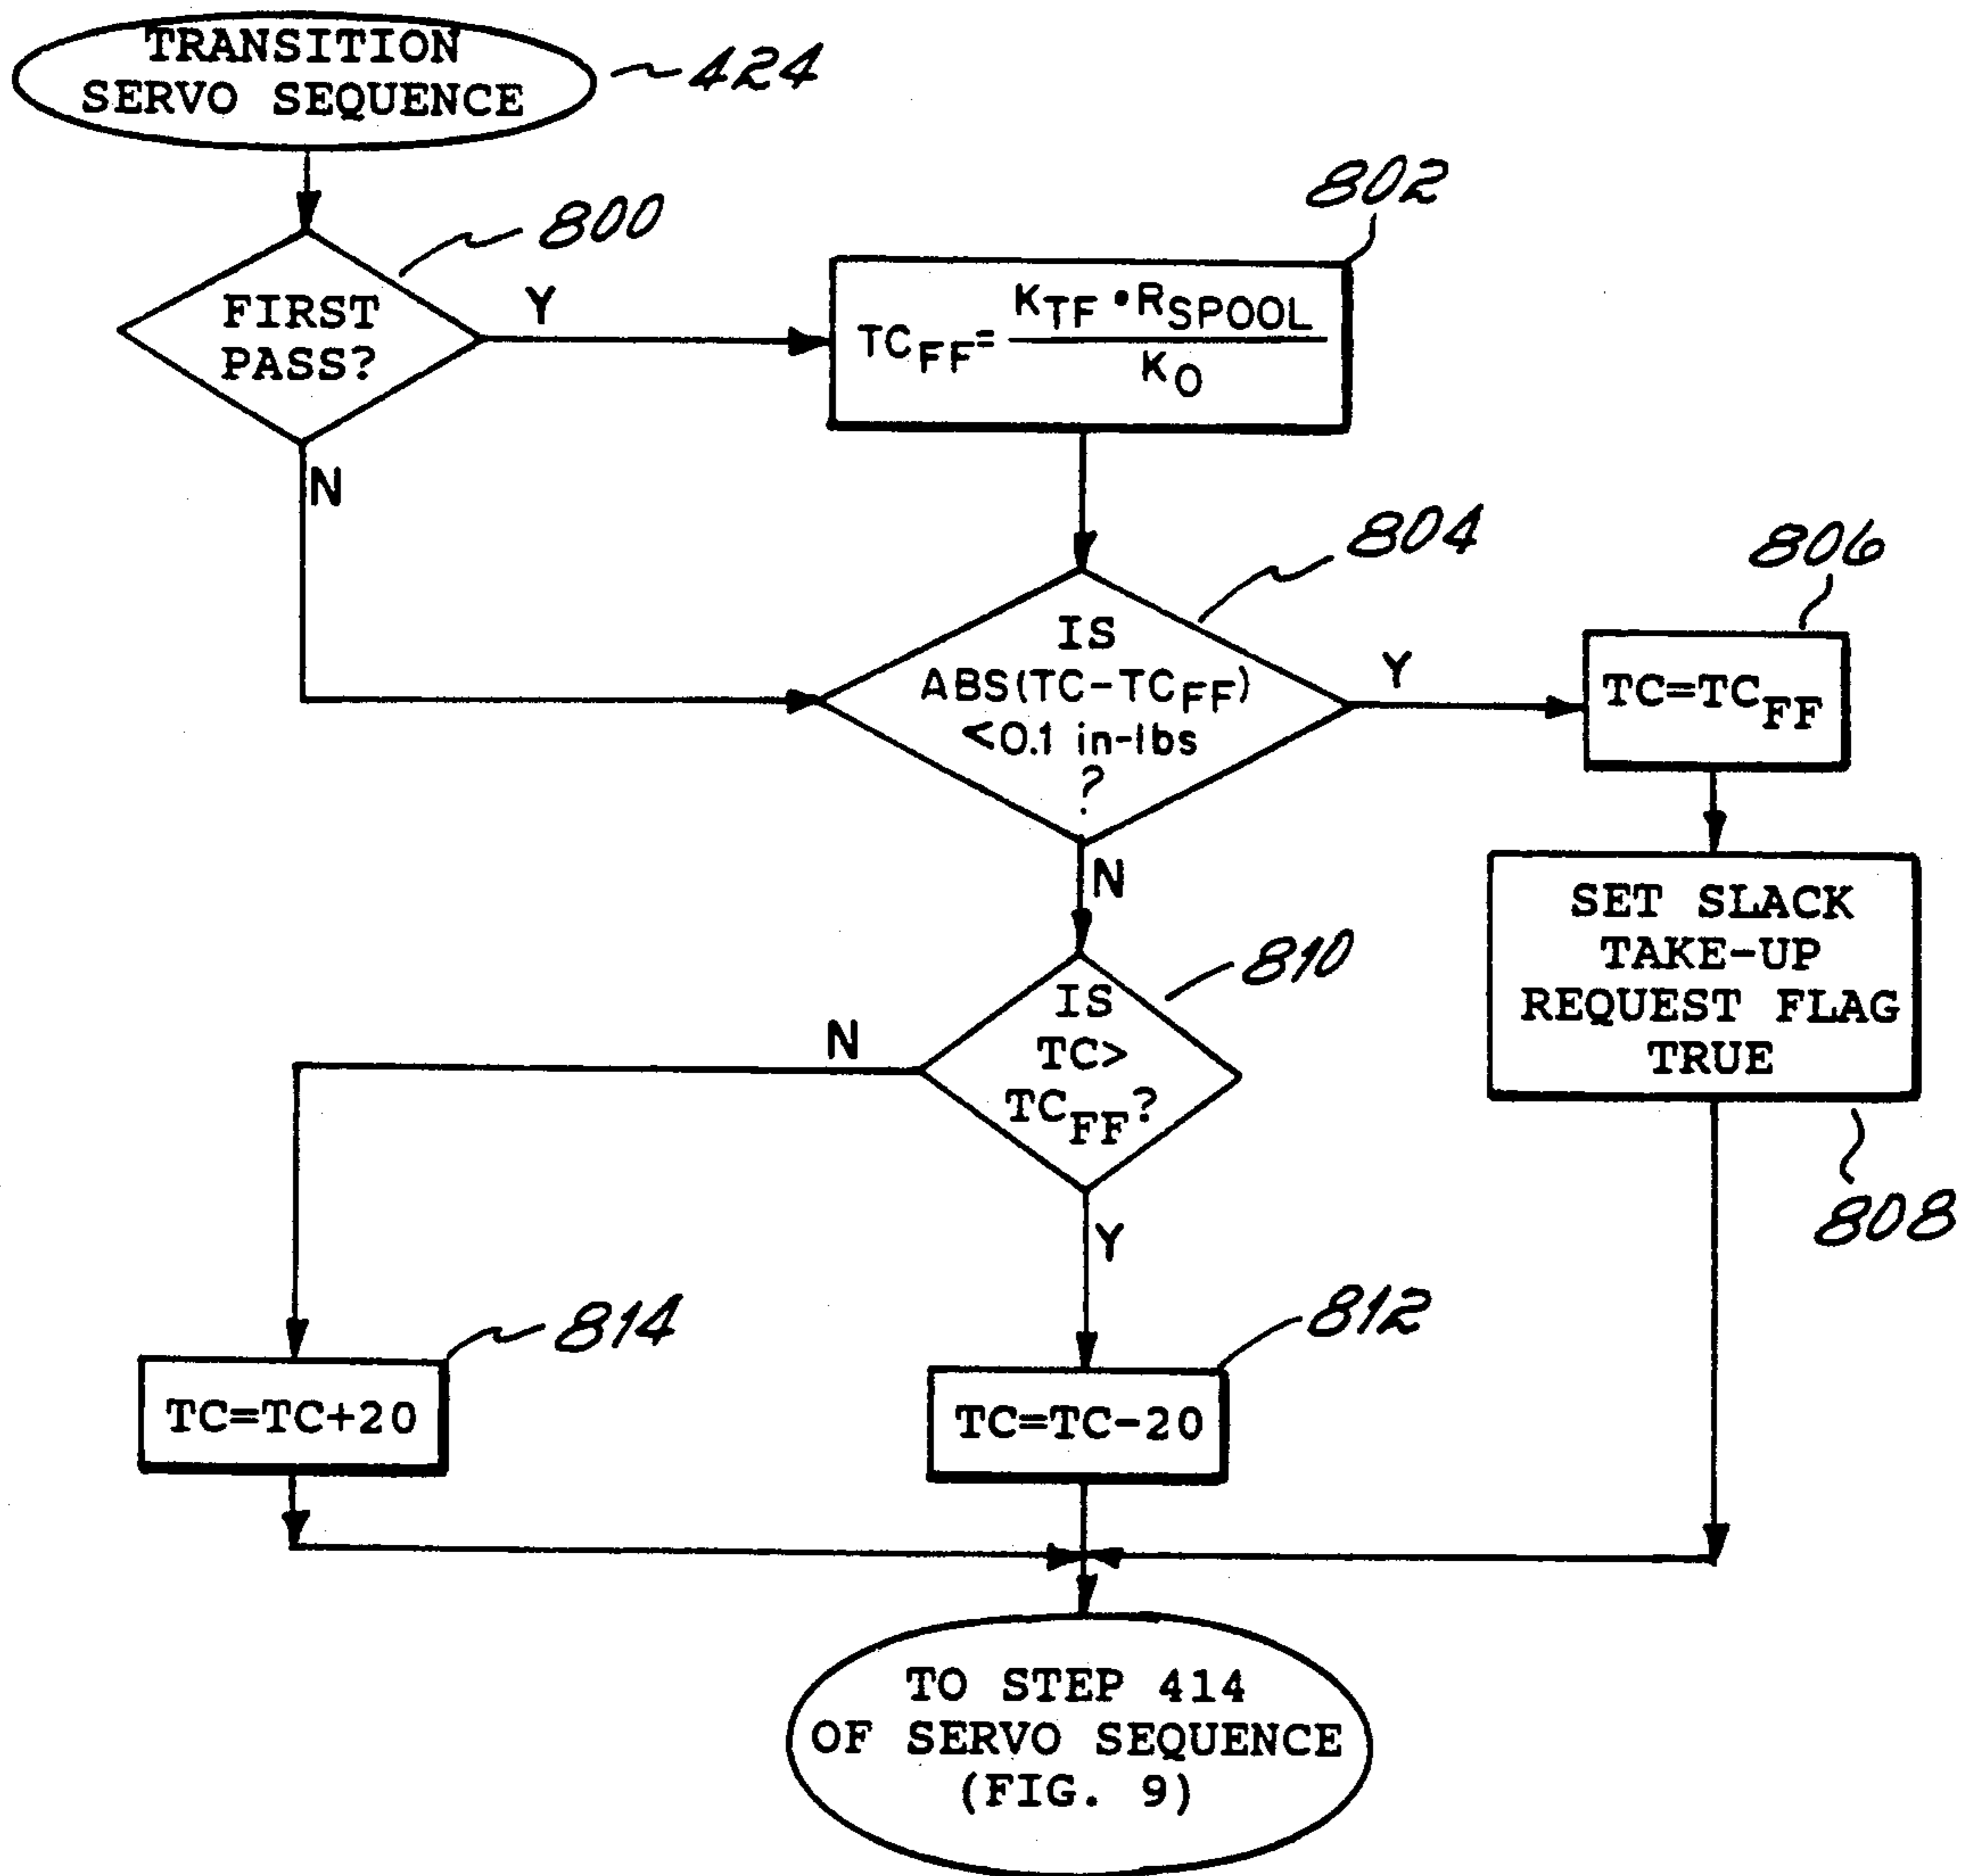 TRANSITION
SERVO SEQUENCE
424
800
802
FIRST
PASS?
Y
TCFF= KTF•RSPOOL
KO
N
804
806
IS
ABS(TC-TCFF)
<0.1 in-lbs
?
Y
TC=TCFF
N
SET SLACK
TAKE-UP
REQUEST FLAG
TRUE
808
810
IS
TC>
TCFF?
N
Y
814
812
TC=TC+20
TC=TC-20
TO STEP 414
OF SERVO SEQUENCE
(FIG. 9)